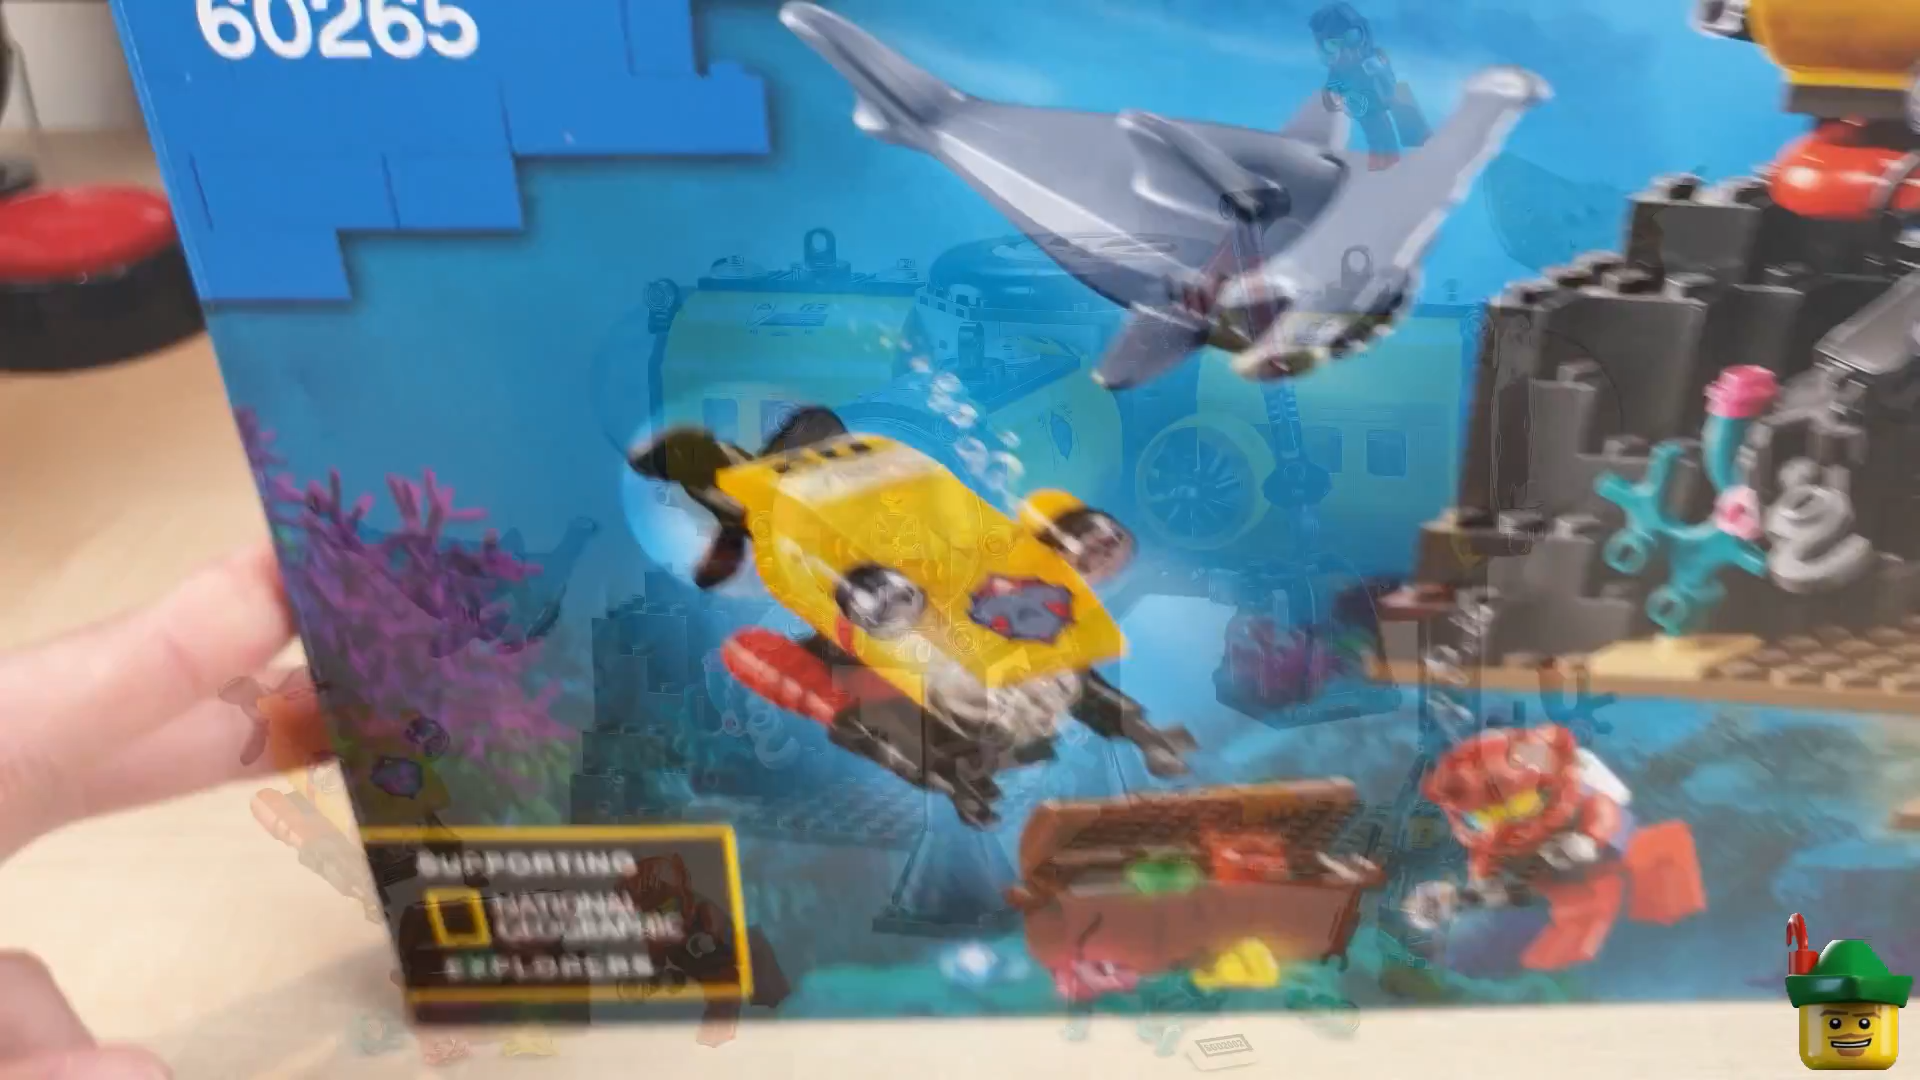 60265
SUPPORTING
NATIONAL
GEOGRAPHIC
EXPLORERS